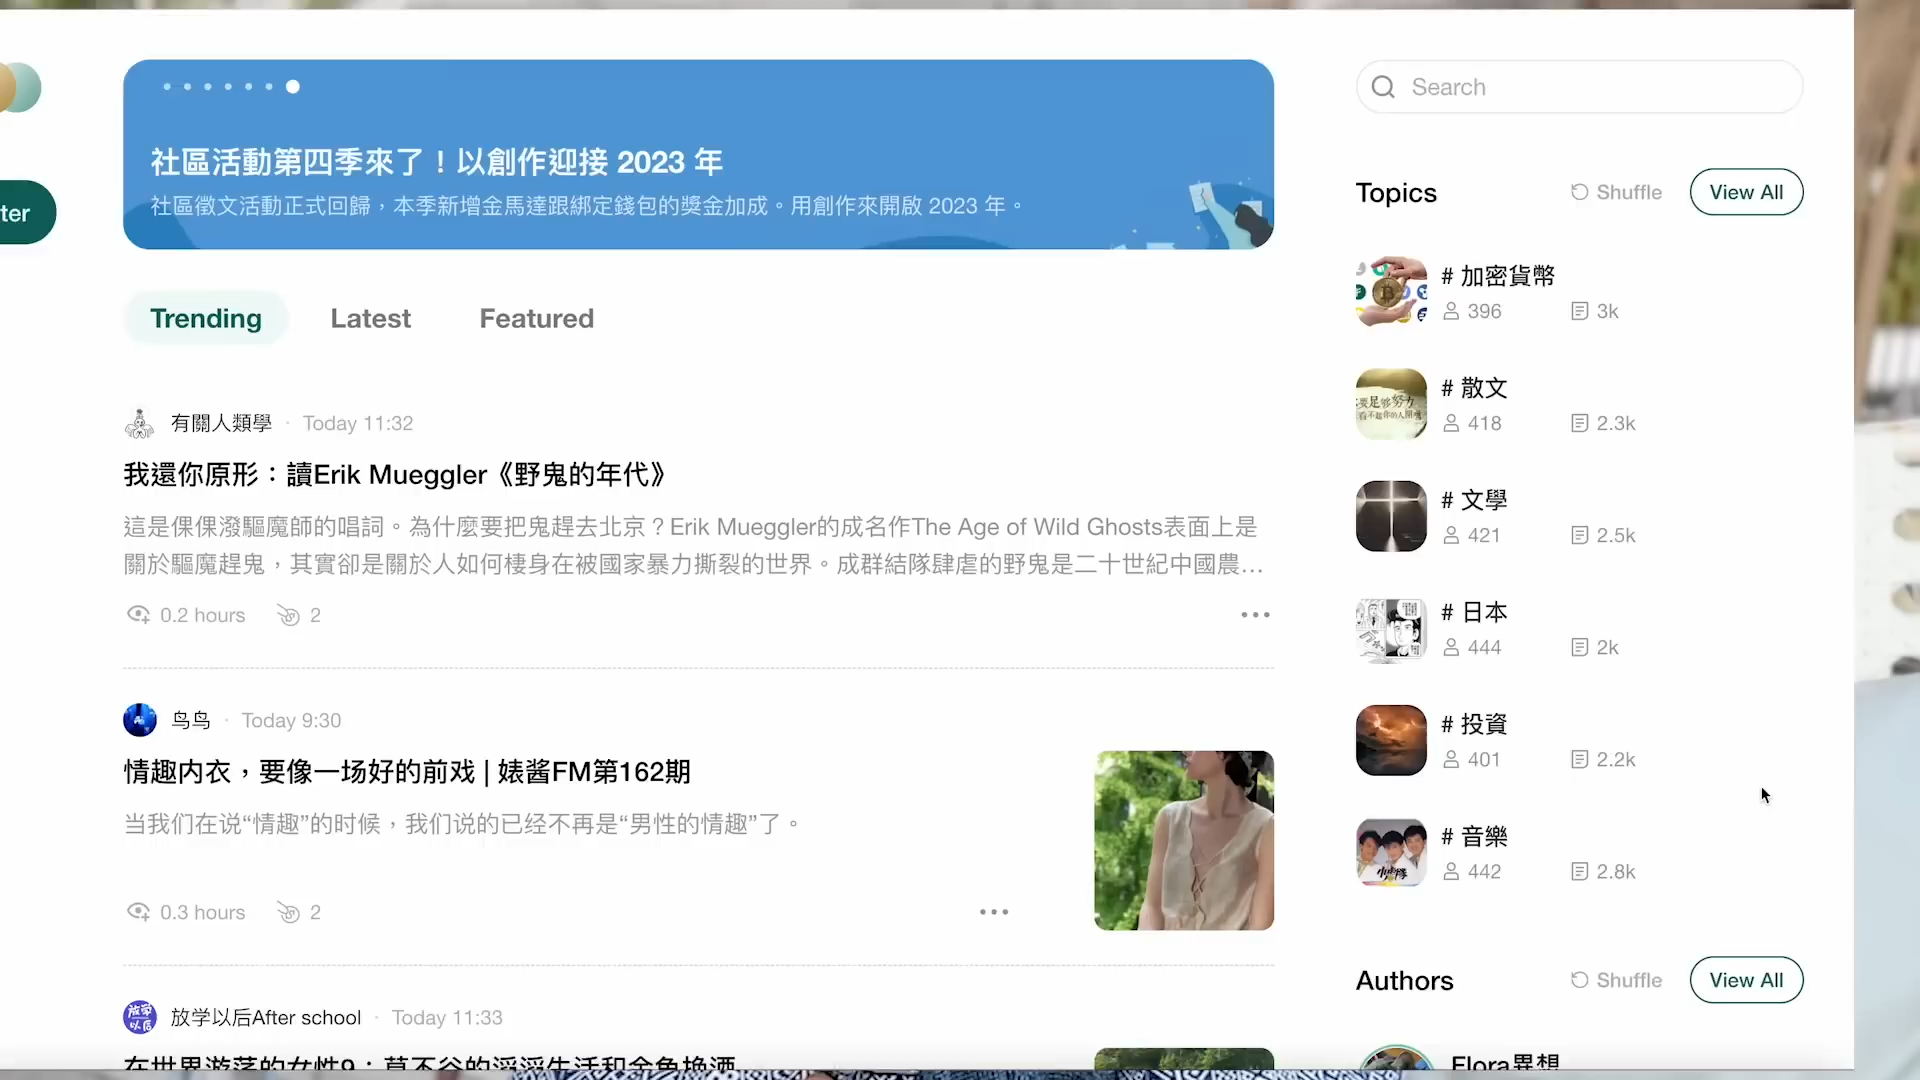 ter
社區活動第四季來了！以創作迎接 2023 年
社區徵文活動正式回歸，本季新增金馬達跟綁定錢包的獎金加成。用創作來開啟 2023 年。
Trending
Latest
Featured
有關人類學 · Today 11:32
我還你原形：讀Erik Mueggler《野鬼的年代》
這是倮倮潑驅魔師的唱詞。為什麼要把鬼趕去北京？Erik Mueggler的成名作The Age of Wild Ghosts表面上是
關於驅魔趕鬼，其實卻是關於人如何棲身在被國家暴力撕裂的世界。成群結隊肆虐的野鬼是二十世紀中國農…
0.2 hours
2
鸟鸟 · Today 9:30
情趣内衣，要像一场好的前戏 | 婊酱FM第162期
当我们在说“情趣”的时候，我们说的已经不再是“男性的情趣”了。
0.3 hours
2
放学以后After school · Today 11:33
Search
Topics
Shuffle
View All
# 加密貨幣
396
3k
# 散文
418
2.3k
# 文學
421
2.5k
# 日本
444
2k
# 投資
401
2.2k
# 音樂
442
2.8k
Authors
Shuffle
View All
Flora異想